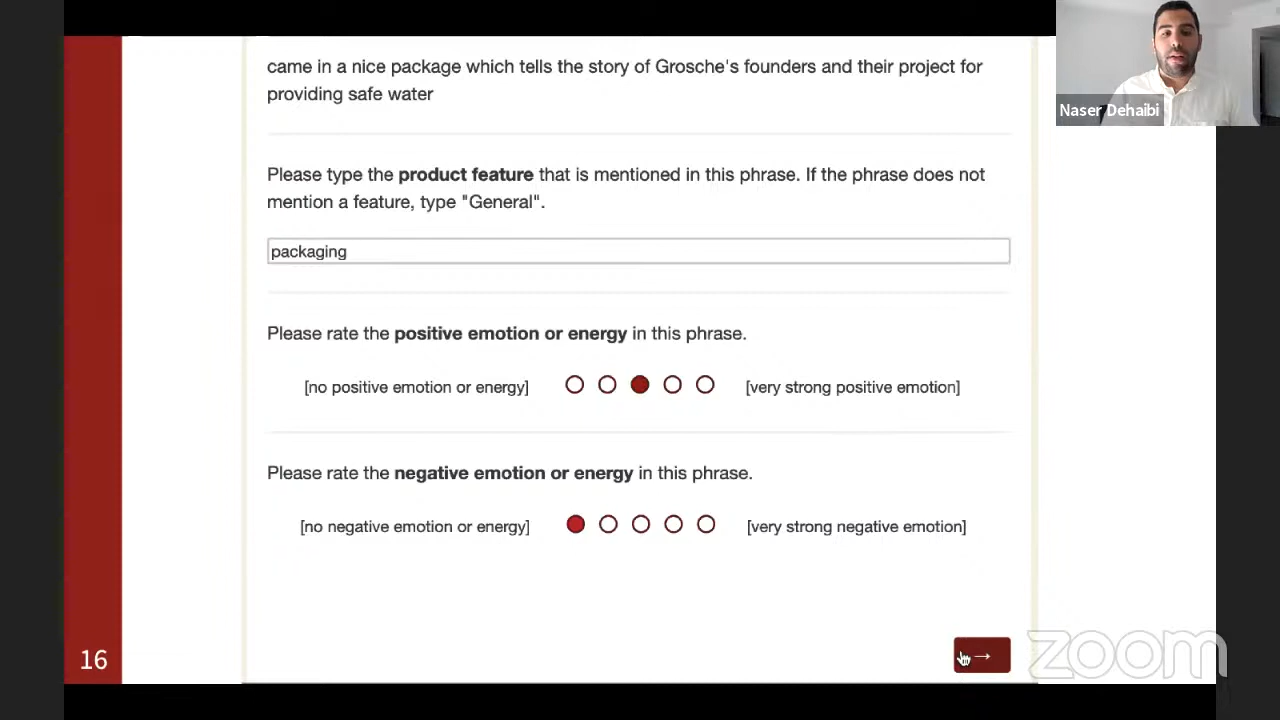 came in a nice package which tells the story of Grosche's founders and their project for
providing safe water
Please type the product feature that is mentioned in this phrase. If the phrase does not
mention a feature, type "General".
packaging
Please rate the positive emotion or energy in this phrase.
[no positive emotion or energy] [very strong positive emotion]
Please rate the negative emotion or energy in this phrase.
[no negative emotion or energy] [very strong negative emotion]
→
16
Naser Dehaibi
zoom